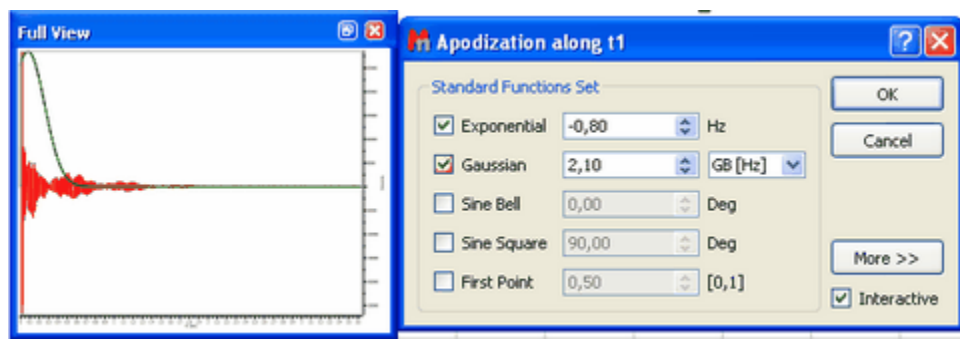 Full View
Apodization along t1
Standard Functions Set
Exponential -0,80 Hz
Gaussian 2,10 GB [Hz]
Sine Bell 0,00 Deg
Sine Square 90,00 Deg
First Point 0,50 [0,1]
OK
Cancel
More >>
Interactive